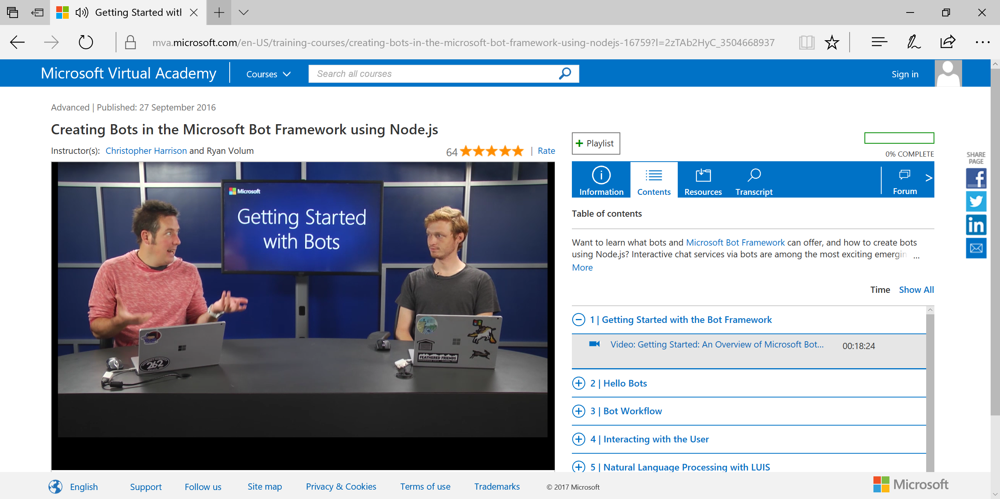 Getting Started with
mva.microsoft.com/en-US/training-courses/creating-bots-in-the-microsoft-bot-framework-using-nodejs-16759?l=2zTAb2HyC_3504668937
Microsoft Virtual Academy
Courses
Search all courses
Sign in
Advanced | Published: 27 September 2016
Creating Bots in the Microsoft Bot Framework using Node.js
Instructor(s): Christopher Harrison and Ryan Volum
64
| Rate
Microsoft
Getting Started
with Bots
262
FEATHERED FRIENDS
+ Playlist
0% COMPLETE
Information
Contents
Resources
Transcript
Forum
>
Table of contents
Want to learn what bots and Microsoft Bot Framework can offer, and how to create bots
using Node.js? Interactive chat services via bots are among the most exciting emergin ...
More
Time Show All
1 | Getting Started with the Bot Framework
Video: Getting Started: An Overview of Microsoft Bot... 00:18:24
2 | Hello Bots
3 | Bot Workflow
4 | Interacting with the User
5 | Natural Language Processing with LUIS
SHARE
PAGE
f
in
English
Support
Follow us
Site map
Privacy & Cookies
Terms of use
Trademarks
© 2017 Microsoft
Microsoft